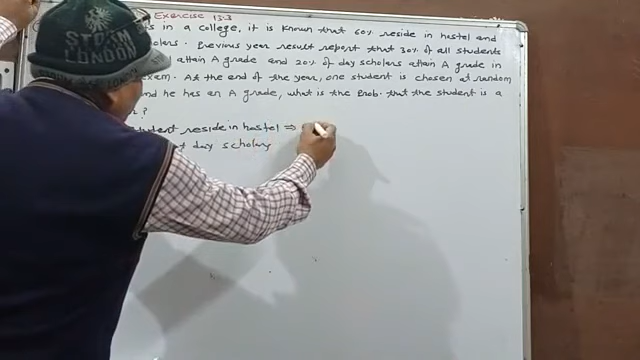 Exercise 13.3
in a college, it is known that 60% reside in hostel and
scholars. Previous year result report that 30% of all students
attain A grade and 20% of day scholars attain A grade in
exam. As the end of the year, one student is chosen at random
and he has an A grade, what is the Prob. that the student is a
?
student reside in hostel ⇒
day scholars
STORM
LONDON